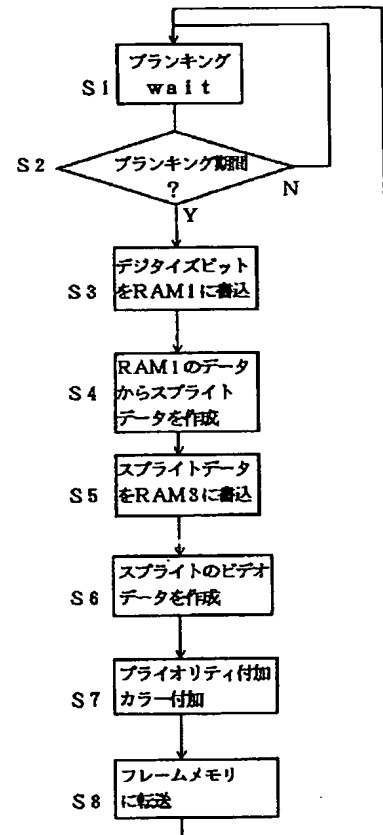 ブランキング
S1
wait
S2
ブランキング期間
?
N
Y
デジタイズビット
S3
をRAM1に書込
RAM1のデータ
S4
からスプライト
データを作成
スプライトデータ
S5
をRAM3に書込
スプライトのビデオ
S6
データを作成
プライオリティ付加
S7
カラー付加
フレームメモリ
S8
に転送